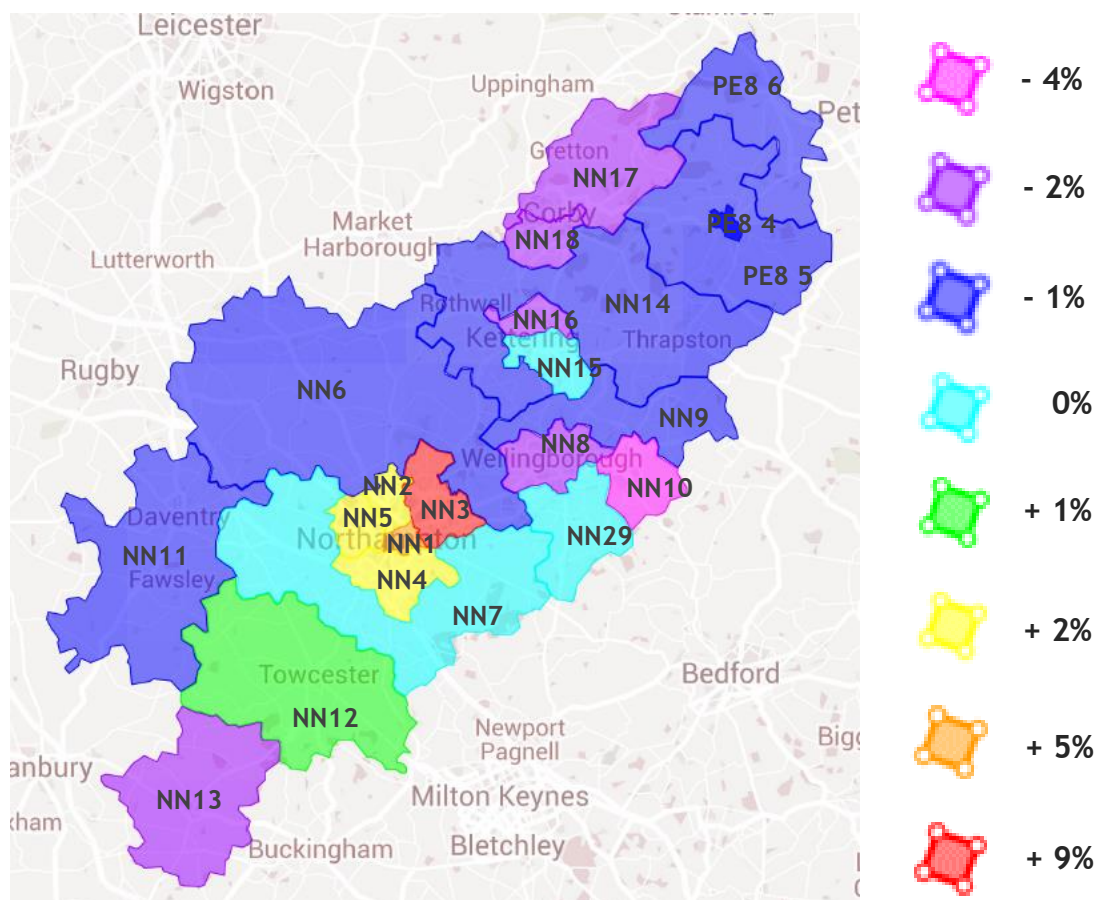 Leicester
Wigston
Uppingham
PE8 6
Gretton
NN17
Corby
NN18
Market
Harborough
Lutterworth
PE8 4
PE8 5
Rothwell
NN14
NN16
Kettering
Thrapston
NN15
Rugby
NN6
NN9
NN8
Wellingborough
NN10
NN2
NN3
NN5
Daventry
Northampton
NN1
NN29
NN11
Fawsley
NN4
NN7
Towcester
Bedford
NN12
Newport
Pagnell
anbury
NN13
Milton Keynes
Bletchley
Buckingham
- 4%
- 2%
- 1%
0%
+ 1%
+ 2%
+ 5%
+ 9%